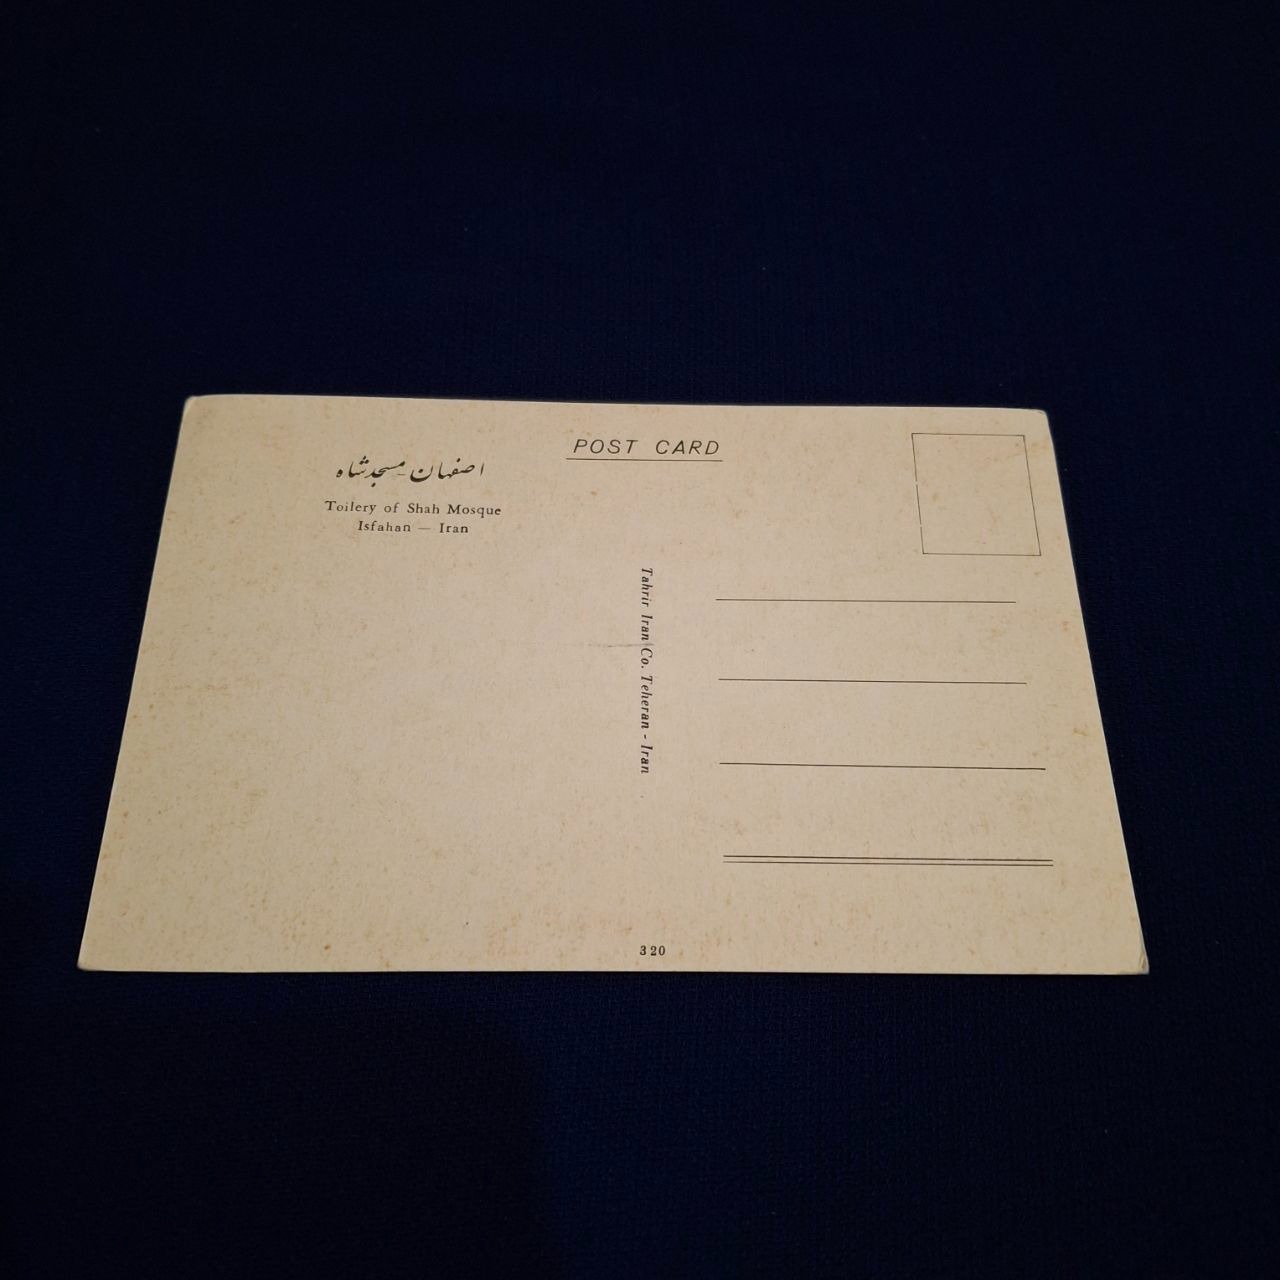 POST CARD
اصفهان - مسجد شاه
Toilery of Shah Mosque
Isfahan — Iran
Tahrir Iran Co. Teheran - Iran
320